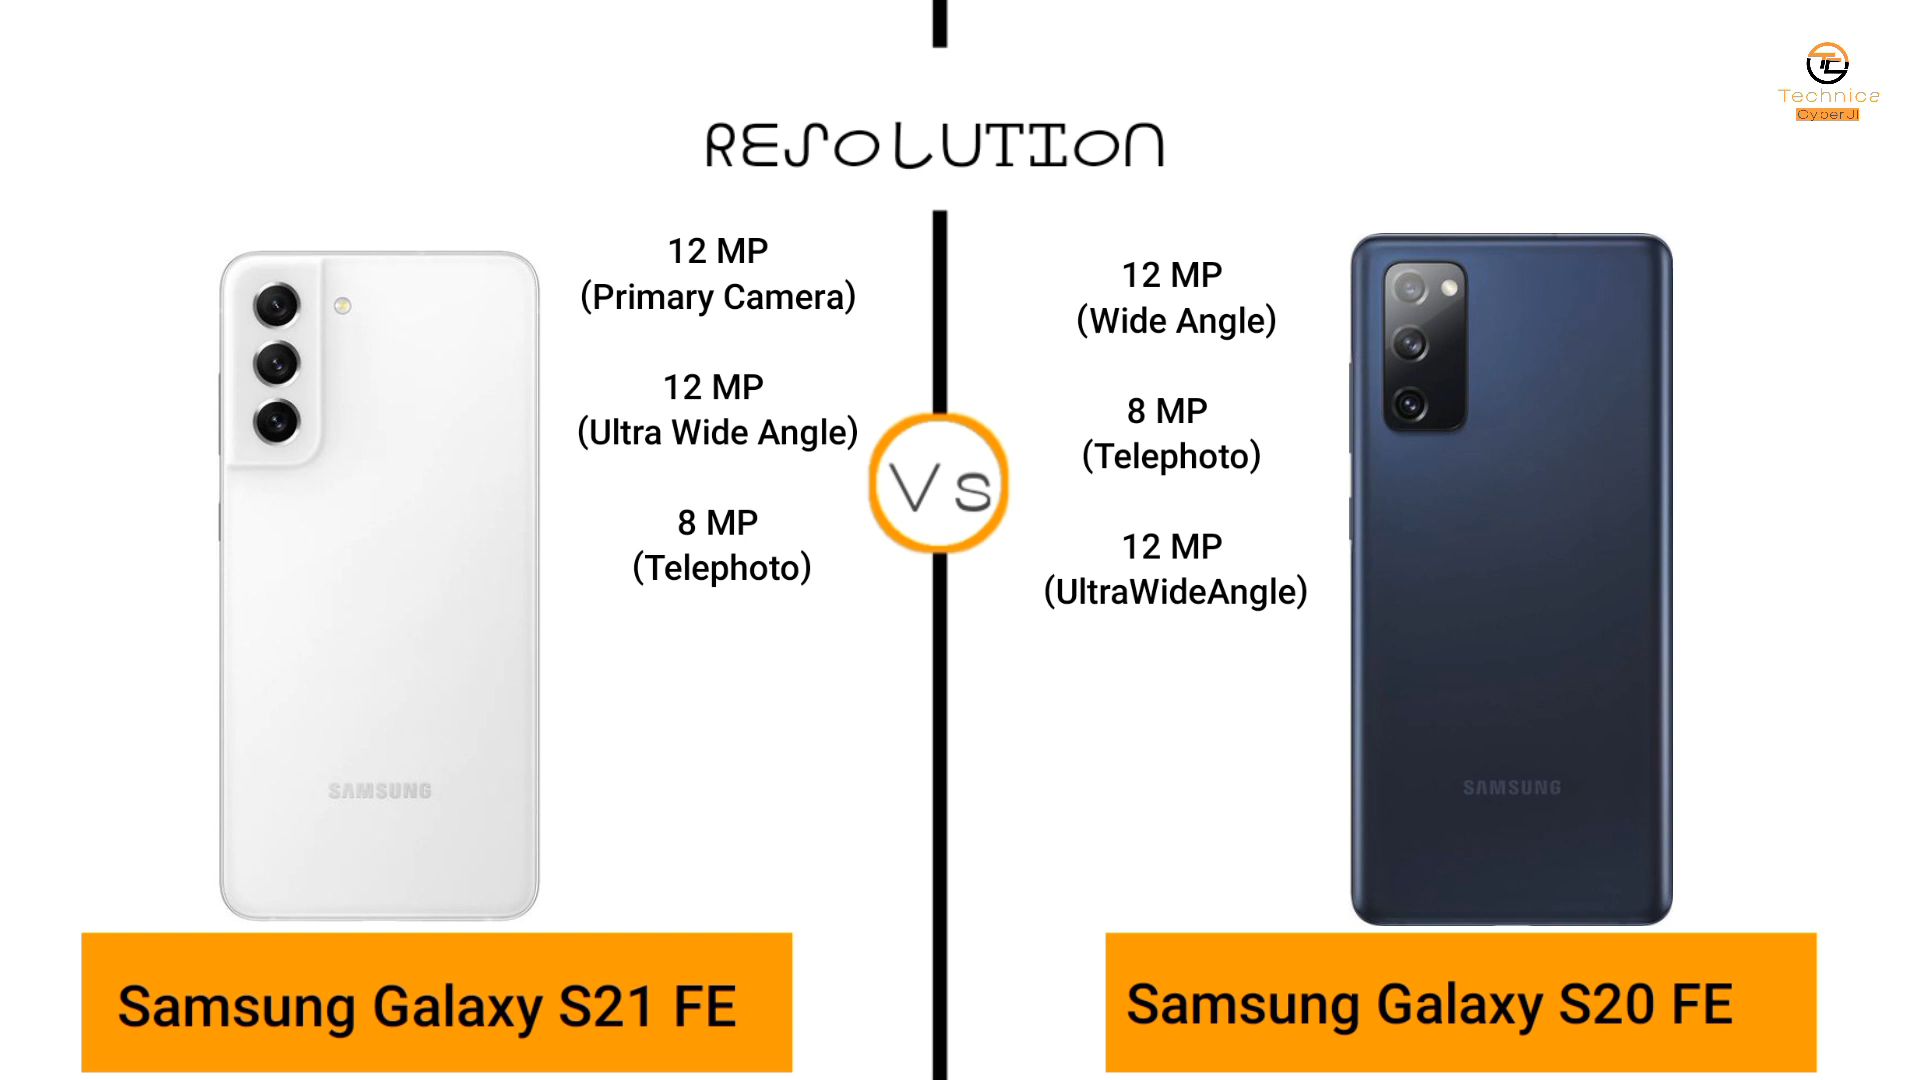 RESOLUTION
Technica
CyberJI
12 MP
(Primary Camera)
12 MP
(Ultra Wide Angle)
8 MP
(Telephoto)
Vs
12 MP
(Wide Angle)
8 MP
(Telephoto)
12 MP
(UltraWideAngle)
SAMSUNG
SAMSUNG
Samsung Galaxy S21 FE
Samsung Galaxy S20 FE